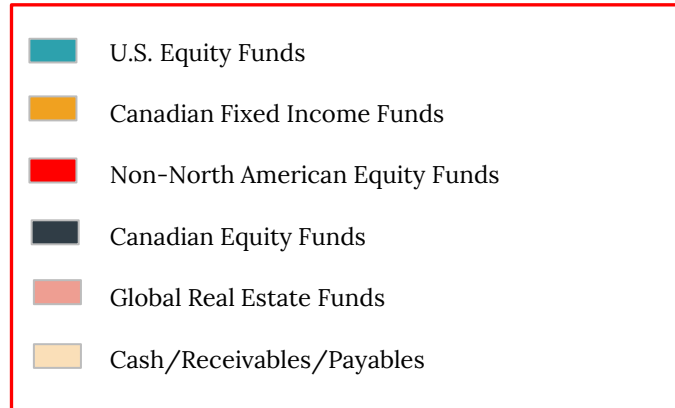 U.S. Equity Funds
Canadian Fixed Income Funds
Non-North American Equity Funds
Canadian Equity Funds
Global Real Estate Funds
Cash/Receivables/Payables